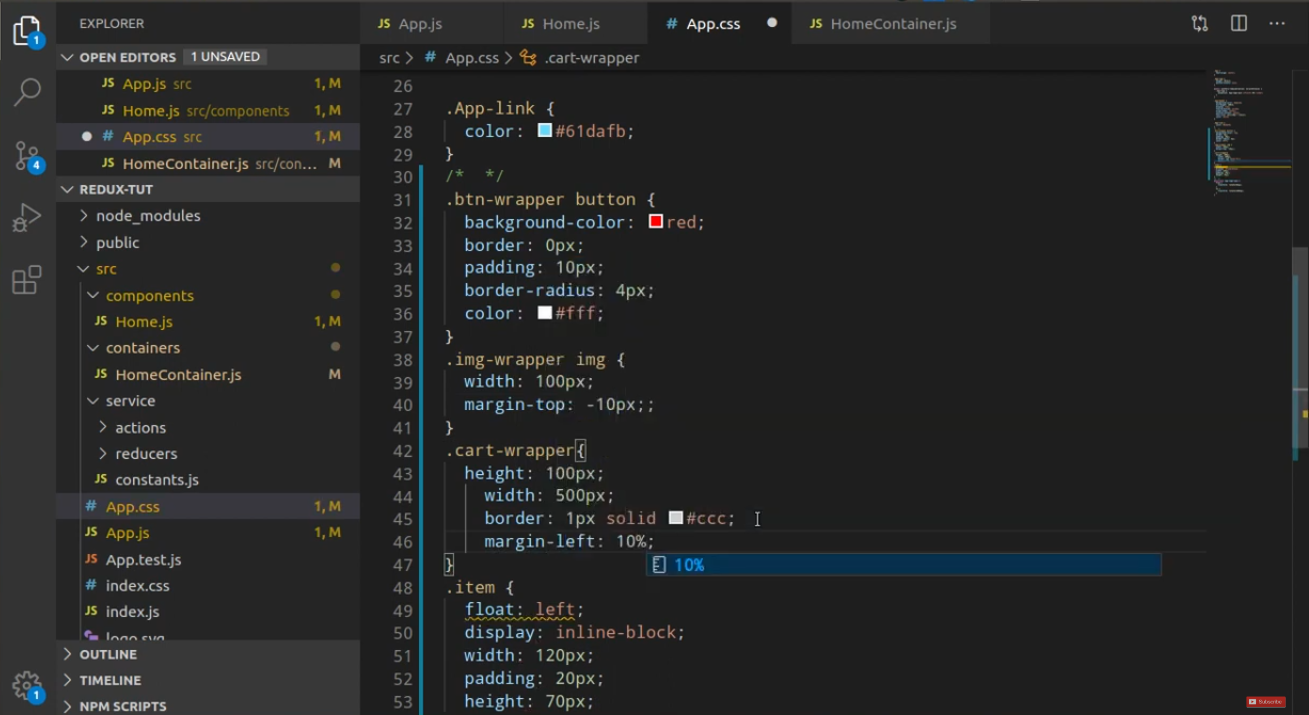 EXPLORER
JS App.js
JS Home.js
# App.css
JS HomeContainer.js
OPEN EDITORS 1 UNSAVED
src > # App.css > .cart-wrapper
JS App.js src 1, M
JS Home.js src/components 1, M
# App.css src 1, M
JS HomeContainer.js src/con... M
REDUX-TUT
node_modules
public
src
components
JS Home.js 1, M
containers
JS HomeContainer.js M
service
actions
reducers
JS constants.js
# App.css 1, M
JS App.js 1, M
JS App.test.js
# index.css
JS index.js
logo.svg
OUTLINE
TIMELINE
NPM SCRIPTS
1
4
1
26
27 .App-link {
28 color: #61dafb;
29 }
30 /*  */
31 .btn-wrapper button {
32 background-color: red;
33 border: 0px;
34 padding: 10px;
35 border-radius: 4px;
36 color: #fff;
37 }
38 .img-wrapper img {
39 width: 100px;
40 margin-top: -10px;;
41 }
42 .cart-wrapper{
43 height: 100px;
44 width: 500px;
45 border: 1px solid #ccc;
46 margin-left: 10%;
47 }
10%
48 .item {
49 float: left;
50 display: inline-block;
51 width: 120px;
52 padding: 20px;
53 height: 70px;
Subscribe